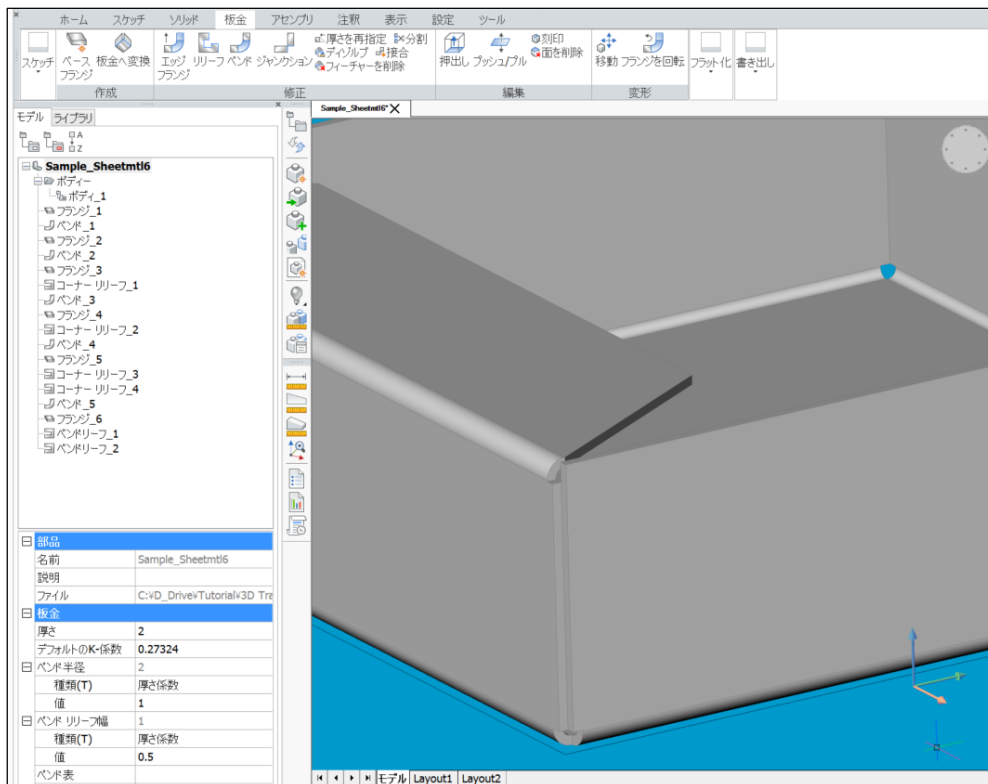 ホーム スケッチ ソリッド 板金 アセンブリ 注釈 表示 設定 ツール
スケッチ
ベース フランジ
板金へ変換
エッジ フランジ
リリーフ
ベンド
ジャンクション
厚さを再指定
分割
ディゾルブ
接合
フィーチャーを削除
押出し
プッシュ/プル
刻印
面を削除
移動
フランジを回転
フラット化
書き出し
作成 修正 編集 変形
モデル ライブラリ
Sample_Sheetmtl6*
Sample_Sheetmtl6
ボディー
ボディ_1
フランジ_1
ベンド_1
フランジ_2
ベンド_2
フランジ_3
コーナー リリーフ_1
ベンド_3
フランジ_4
コーナー リリーフ_2
ベンド_4
フランジ_5
コーナー リリーフ_3
コーナー リリーフ_4
ベンド_5
フランジ_6
ベンドリリーフ_1
ベンドリリーフ_2
部品
名前 Sample_Sheetmtl6
説明
ファイル C:¥D_Drive¥Tutorial¥3D Tra
板金
厚さ 2
デフォルトのK-係数 0.27324
ベンド半径 2
種類(T) 厚さ係数
値 1
ベンド リリーフ幅 1
種類(T) 厚さ係数
値 0.5
ベンド表
モデル Layout1 Layout2